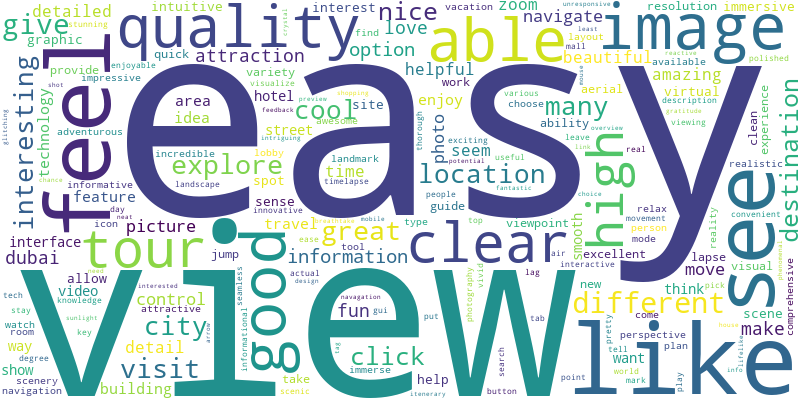 easy
view
like
see
feel
quality
able
image
high
good
clear
tour
interesting
nice
give
detailed
graphic
intuitive
quick
attraction
option
love
interest
find
zoom
navigate
vacation
resolution
immersive
unresponsive
least
layout
mall
beautiful
available
reactive
polished
stunning
crystal
provide
impressive
enjoyable
variety
visualize
helpful
work
enjoy
amazing
aerial
virtual
description
gratitude
viewing
mouse
shot
shopping
preview
feedback
awesome
intriguing
hotel
area
idea
cool
site
photo
choose
various
many
ability
exciting
thorough
technology
adventurous
glitching
street
explore
incredible
lobby
landmark
time
timelapse
landscape
spot
seem
location
potential
useful
fantastic
leave
link
overview
real
clean
experience
destination
informative
feature
chance
day
neat
icon
sense
innovative
people
guide
choice
realistic
relax
movement
person
mode
convenient
reality
picture
travel
breathtaking
mobile
great
type
top
viewpoint
smooth
interface
dubai
jump
ease
tool
information
air
excellent
interactive
lapse
move
visual
pick
phenomenal
comprehensive
allow
video
need
knowledge
interested
actual
design
lag
new
think
scene
tech
control
seamless
informational
photography
vivid
different
make
stay
attractive
sunlight
key
watch
room
city
navagation
fun
gui
put
tab
come
perspective
plan
way
degree
detail
arrow
tag
click
search
pretty
tell
want
lifelike
info
house
show
scenery
navigation
visit
building
take
scenic
immerse
help
itenerary
button
point
world
mark
play